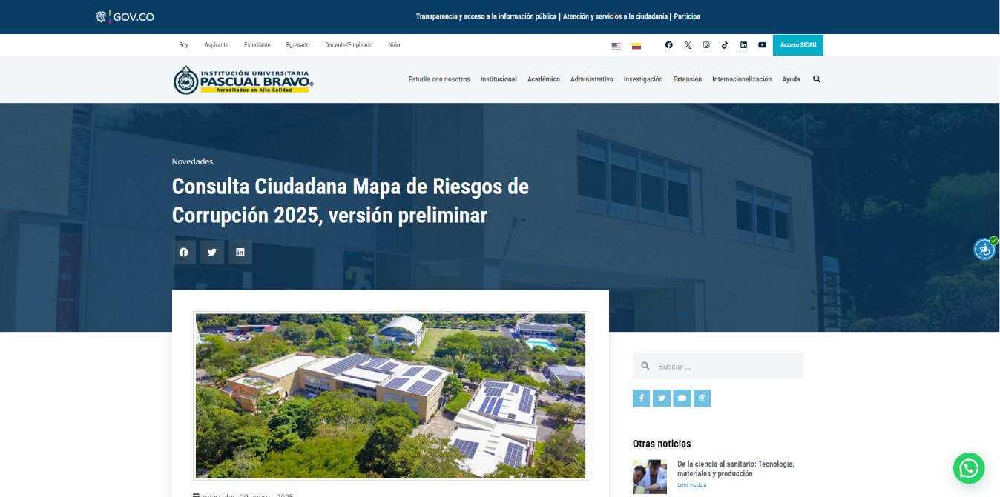 GOV.CO
Transparencia y acceso a la información pública | Atención y servicios a la ciudadanía | Participa
Soy: Aspirante Estudiante Egresado Docente/Empleado Niño
Acceso SICAU
INSTITUCIÓN UNIVERSITARIA
PASCUAL BRAVO®
Acreditados en Alta Calidad
Estudia con nosotros Institucional Académico Administrativo Investigación Extensión Internacionalización Ayuda
Novedades
Consulta Ciudadana Mapa de Riesgos de
Corrupción 2025, versión preliminar
25
Buscar ...
Otras noticias
De la ciencia al sanitario: Tecnología,
materiales y producción
Leer noticia
miércoles, 29 enero, 2025